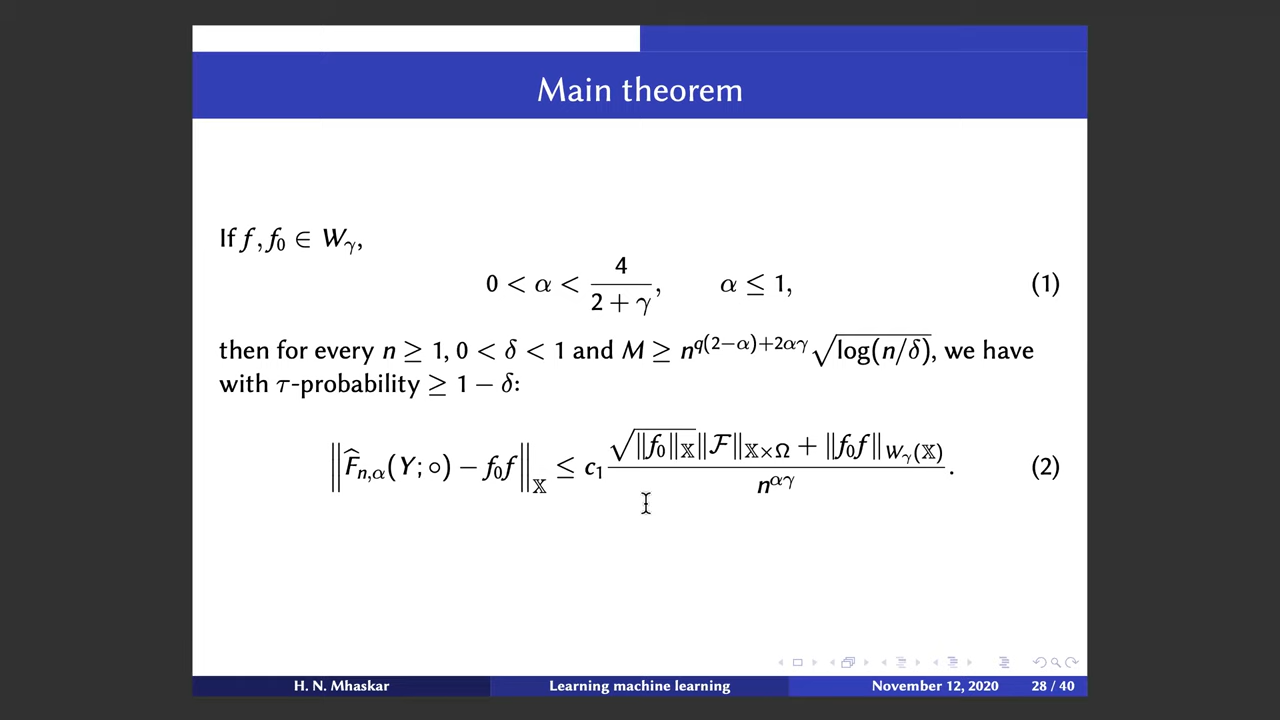 Main theorem
If f, f₀ ∈ W_γ,
0 < α < 4/(2 + γ), α ≤ 1, (1)
then for every n ≥ 1, 0 < δ < 1 and M ≥ n^{q(2−α)+2αγ} √(log(n/δ)), we have
with τ-probability ≥ 1 − δ:
‖F̂_{n,α}(Y; ∘) − f₀f‖_𝕏 ≤ c₁ (√(‖f₀‖_𝕏) ‖ℱ‖_{𝕏×Ω} + ‖f₀f‖_{W_γ(𝕏)}) / n^{αγ}. (2)
H. N. Mhaskar Learning machine learning November 12, 2020 28 / 40